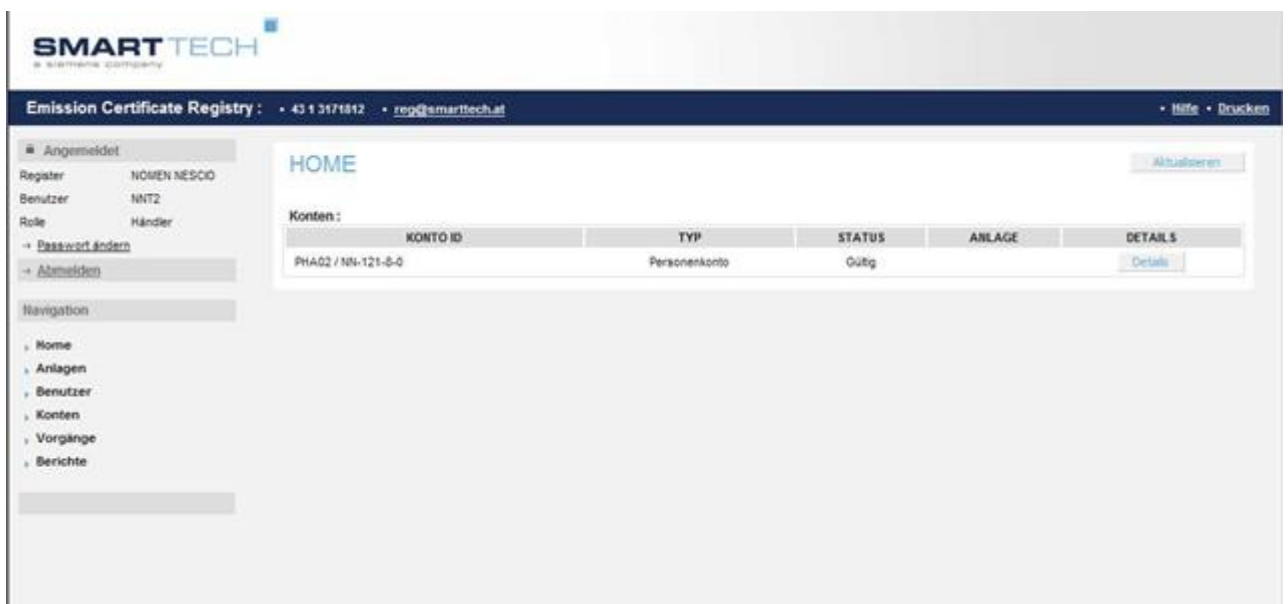 SMART TECH
a siemens company
Emission Certificate Registry : • 43 1 3171812 • reg@smarttech.at • Hilfe • Drucken
Angemeldet
Register NOMEN NESCIO
Benutzer NNT2
Rolle Händler
→ Passwort ändern
→ Abmelden
Navigation
Home
Anlagen
Benutzer
Konten
Vorgänge
Berichte
HOME Aktualisieren
Konten :
KONTO ID TYP STATUS ANLAGE DETAILS
PHA02 / NN-121-8-0 Personenkonto Gültig Details